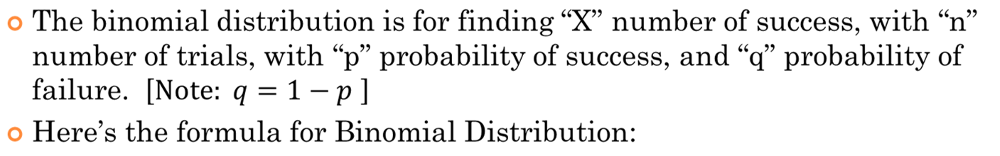 The binomial distribution is for finding “X” number of success, with “n”
number of trials, with “p” probability of success, and “q” probability of
failure.  [Note: q = 1 − p ]
Here’s the formula for Binomial Distribution: